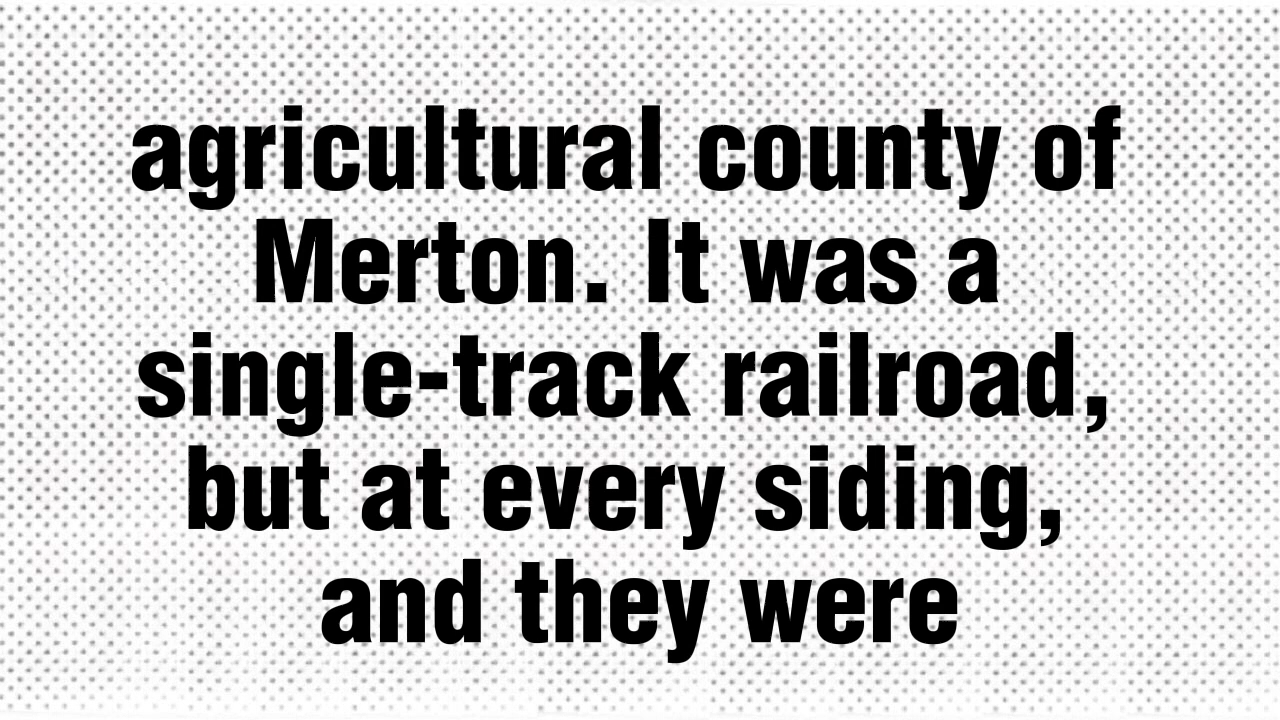 agricultural county of
Merton. It was a
single-track railroad,
but at every siding,
and they were